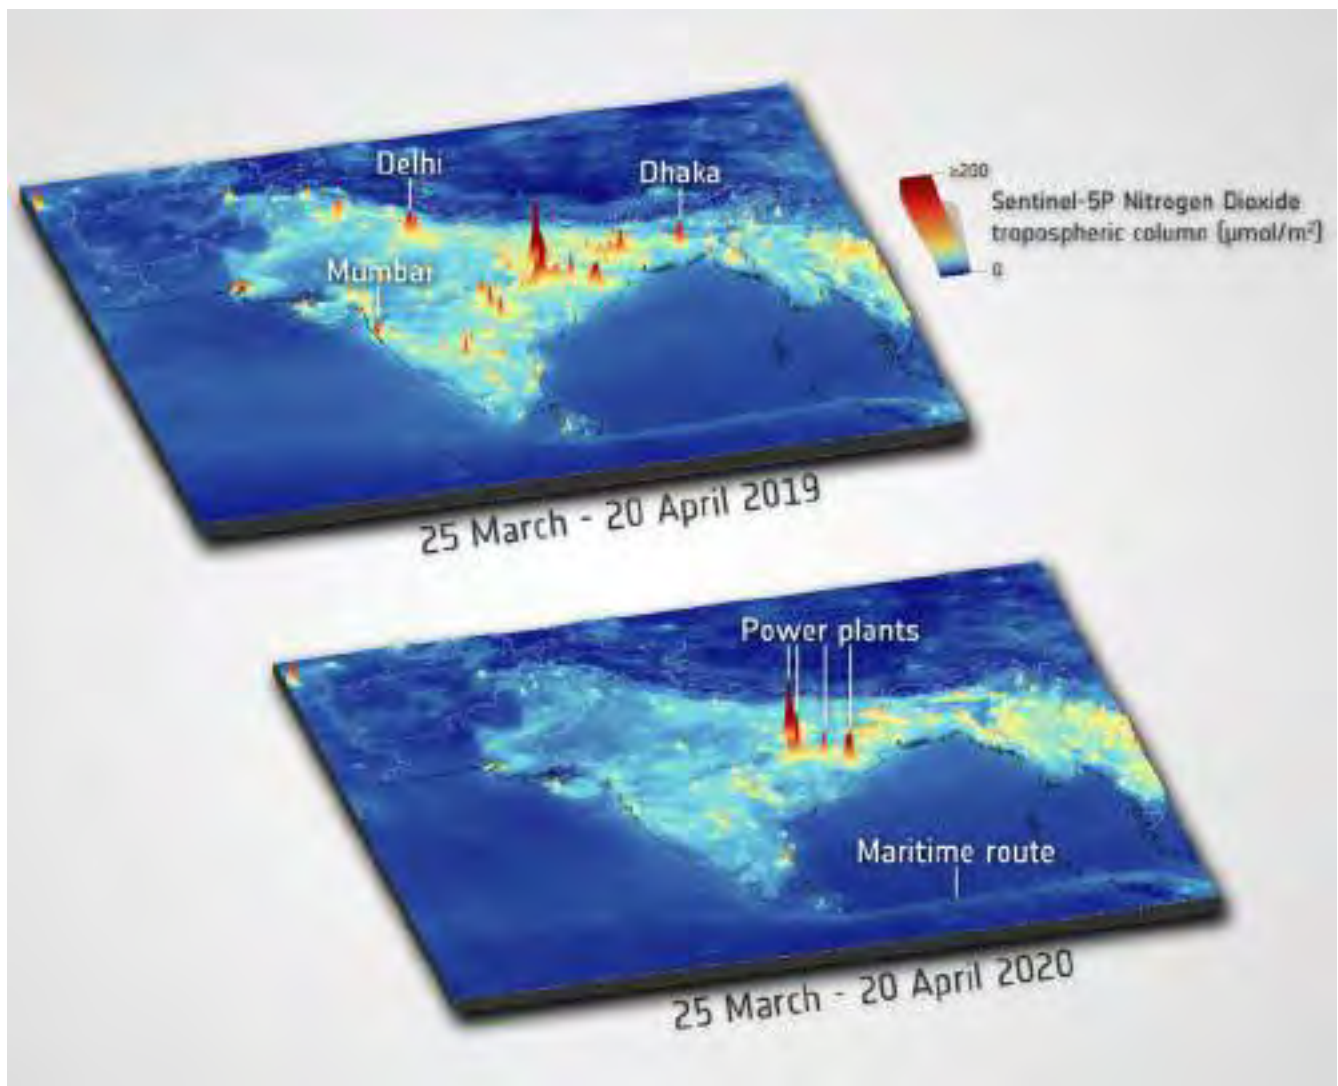 Delhi
Dhaka
Mumbai
≥200
Sentinel-5P Nitrogen Dioxide
tropospheric column (µmol/m²)
0
25 March - 20 April 2019
Power plants
Maritime route
25 March - 20 April 2020